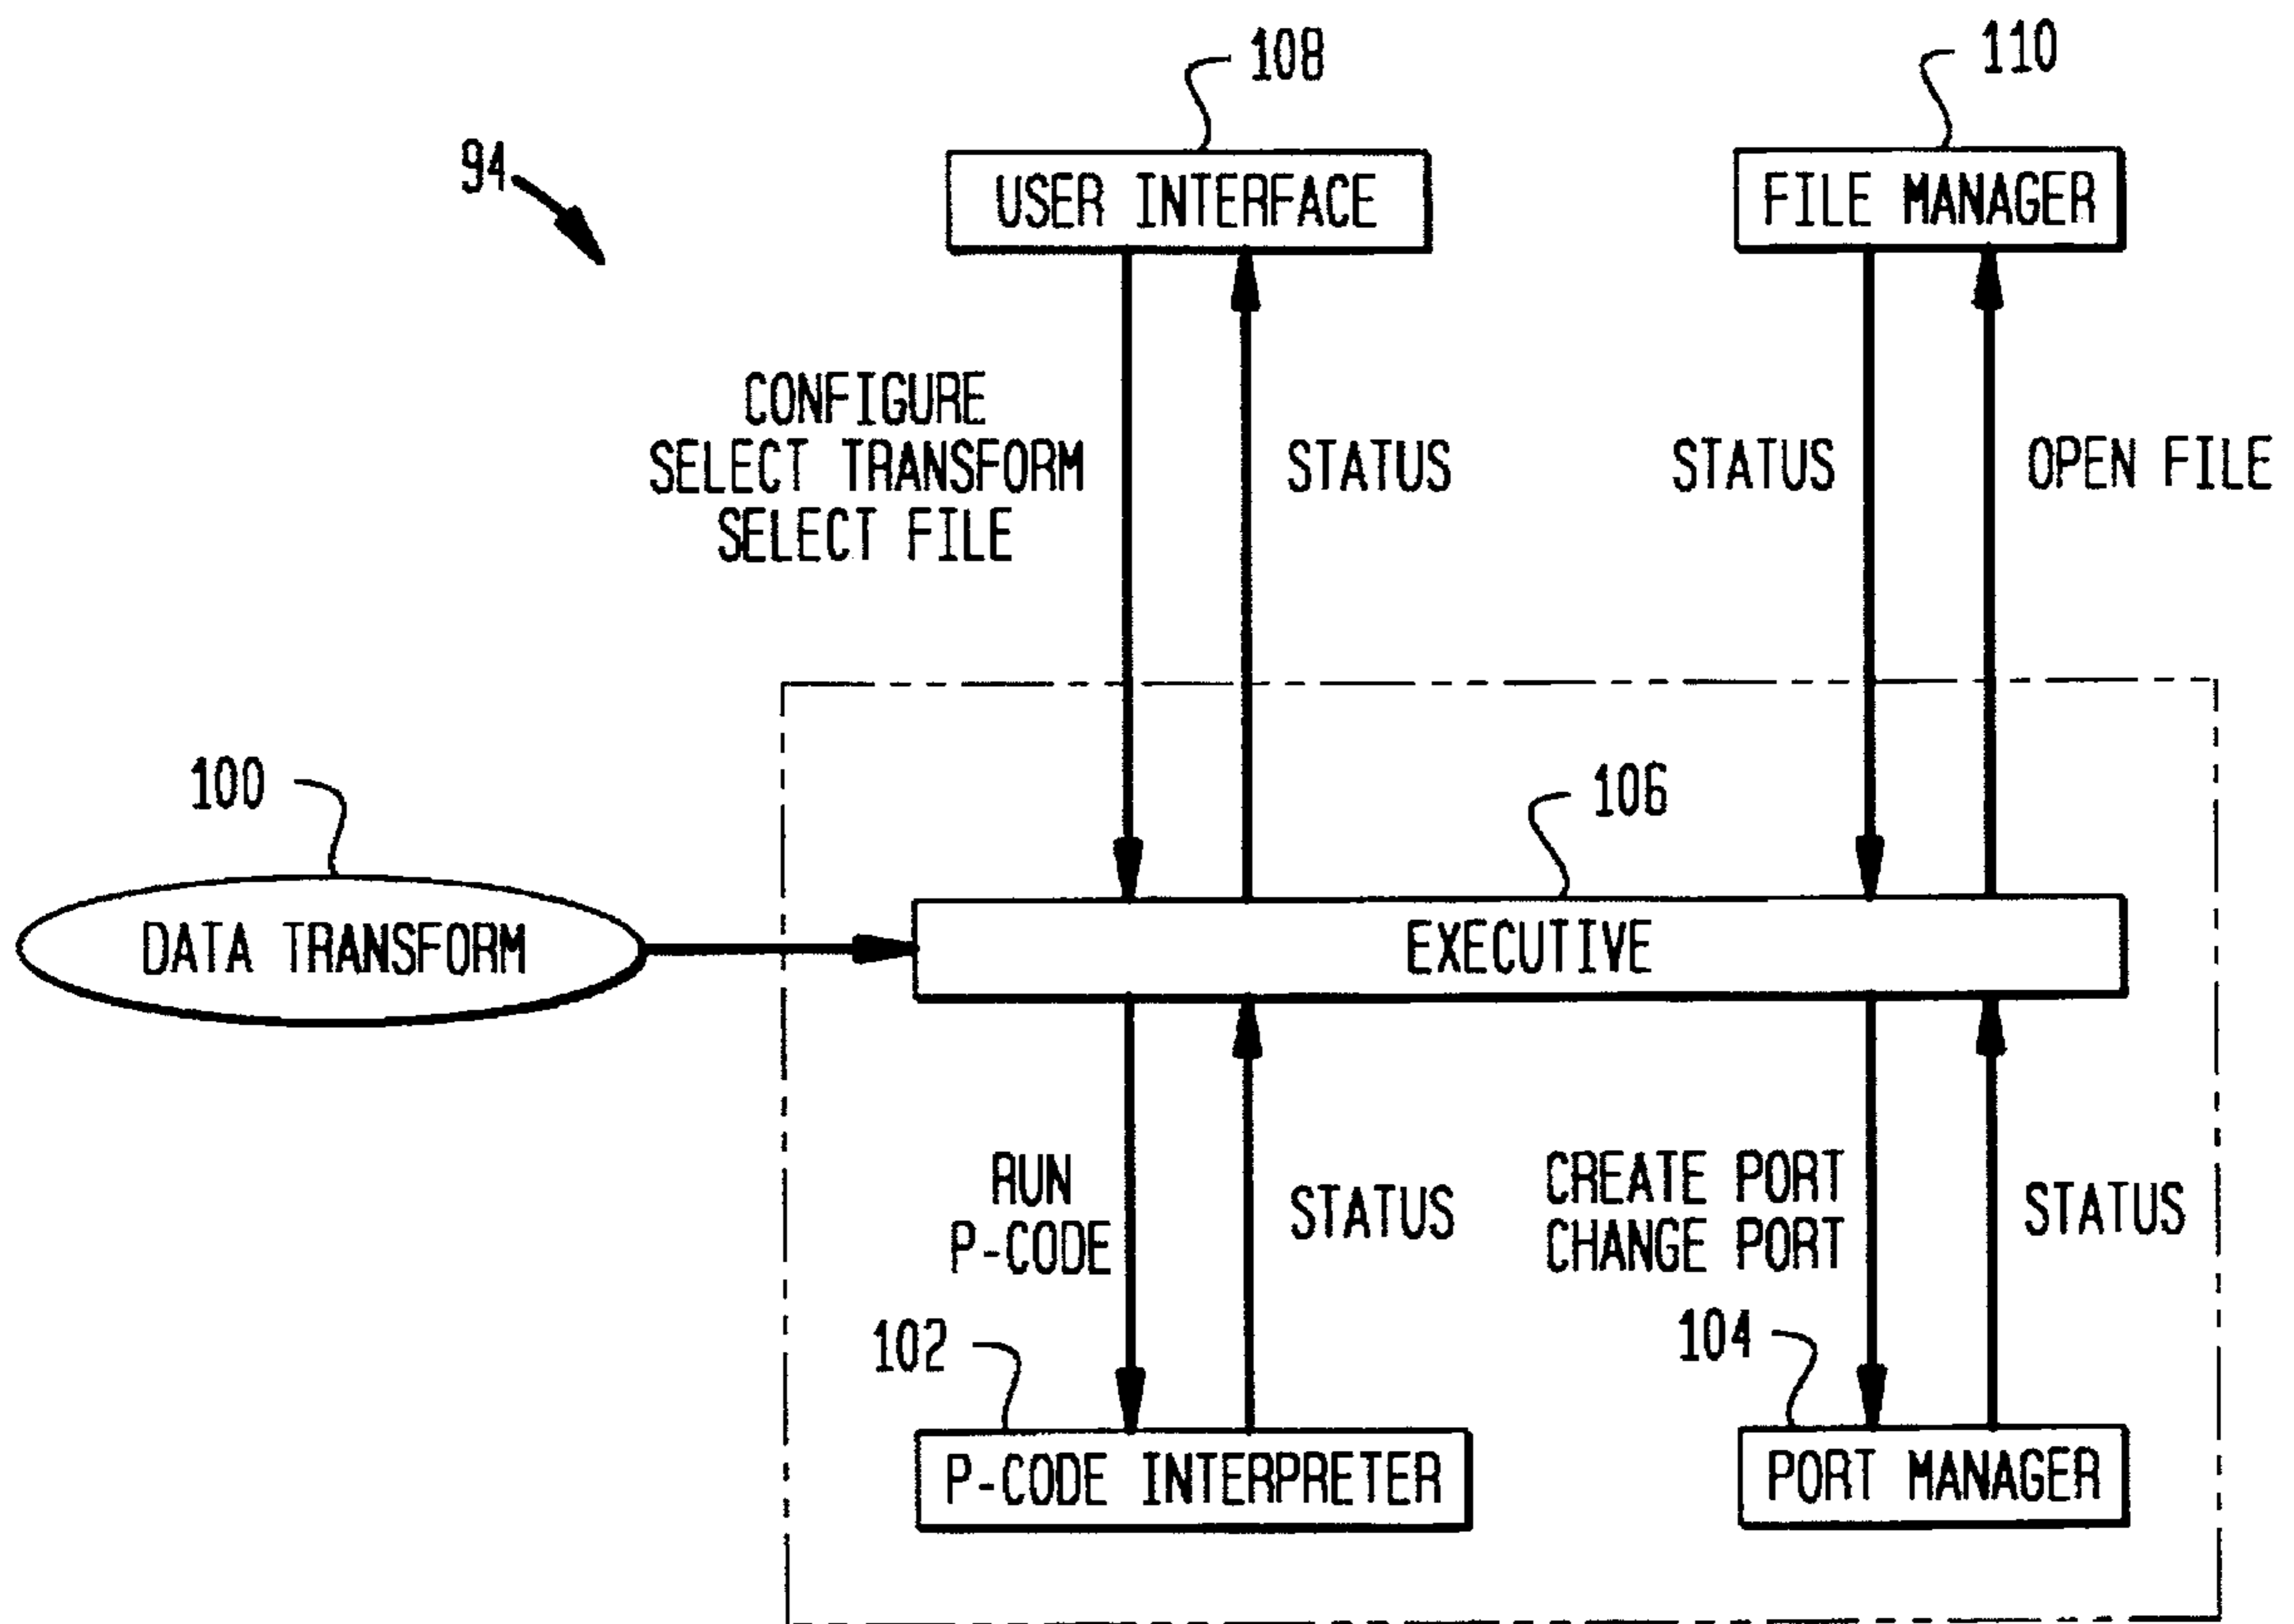 108
110
94
USER INTERFACE
FILE MANAGER
CONFIGURE
SELECT TRANSFORM
SELECT FILE
STATUS
STATUS
OPEN FILE
100
106
DATA TRANSFORM
EXECUTIVE
RUN
P-CODE
STATUS
CREATE PORT
CHANGE PORT
STATUS
102
104
P-CODE INTERPRETER
PORT MANAGER